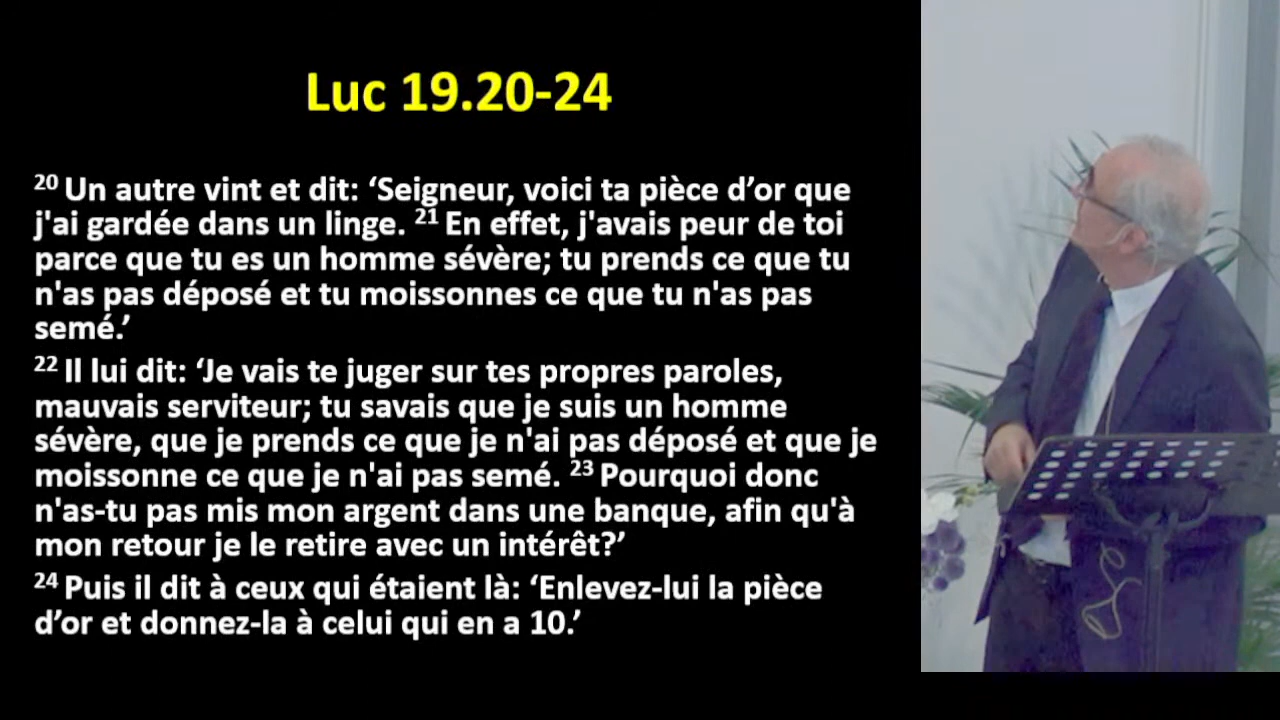 Luc 19.20-24
20 Un autre vint et dit: ‘Seigneur, voici ta pièce d’or que
j'ai gardée dans un linge. 21 En effet, j'avais peur de toi
parce que tu es un homme sévère; tu prends ce que tu
n'as pas déposé et tu moissonnes ce que tu n'as pas
semé.’
22 Il lui dit: ‘Je vais te juger sur tes propres paroles,
mauvais serviteur; tu savais que je suis un homme
sévère, que je prends ce que je n'ai pas déposé et que je
moissonne ce que je n'ai pas semé. 23 Pourquoi donc
n'as-tu pas mis mon argent dans une banque, afin qu'à
mon retour je le retire avec un intérêt?’
24 Puis il dit à ceux qui étaient là: ‘Enlevez-lui la pièce
d’or et donnez-la à celui qui en a 10.’